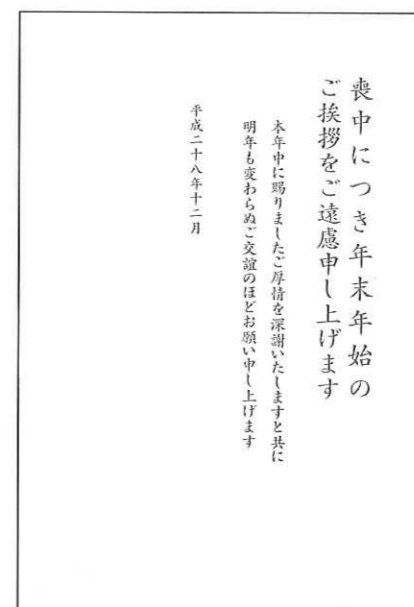 喪中につき年末年始の
ご挨拶をご遠慮申し上げます
本年中に賜りましたご厚情を深謝いたしますと共に
明年も変わらぬご交誼のほどお願い申し上げます
平成二十八年十二月